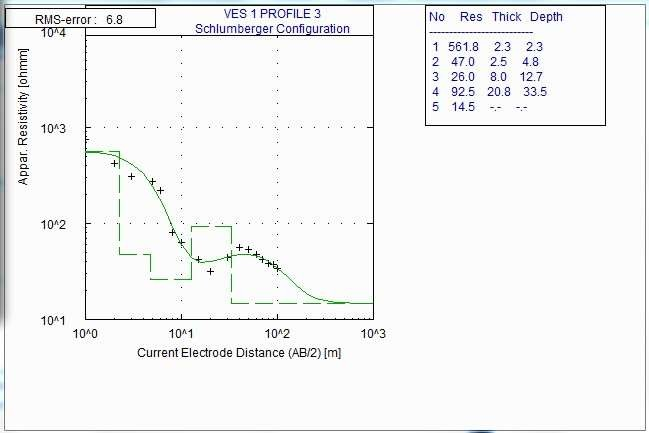 RMS-error : 6.8
VES 1 PROFILE 3
Schlumberger Configuration
Appar. Resistivity [ohmm]
10^4
10^3
10^2
10^1
10^0 10^1 10^2 10^3
Current Electrode Distance (AB/2) [m]
No Res Thick Depth
---------------------------
1 561.8 2.3 2.3
2 47.0 2.5 4.8
3 26.0 8.0 12.7
4 92.5 20.8 33.5
5 14.5 -.- -.-